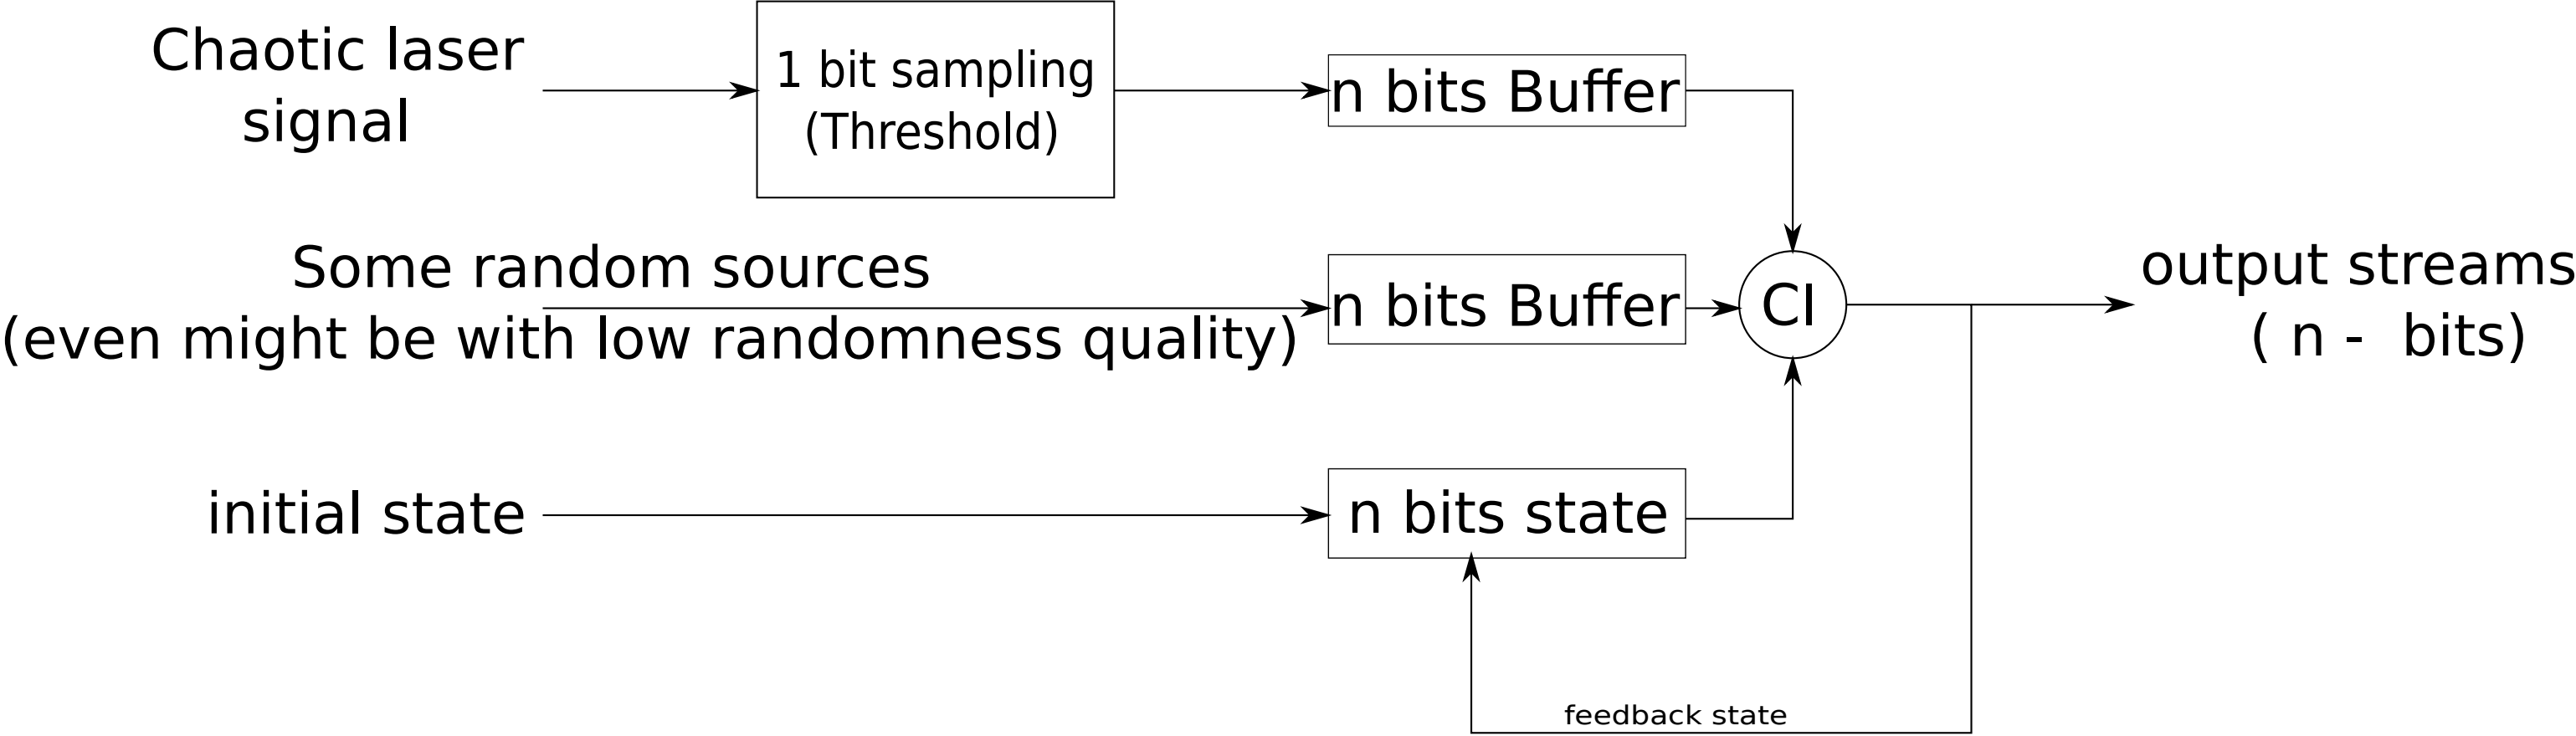 Chaotic laser
signal
1 bit sampling
(Threshold)
n bits Buffer
Some random sources
(even might be with low randomness quality)
n bits Buffer
CI
output streams
( n - bits)
initial state
n bits state
feedback state